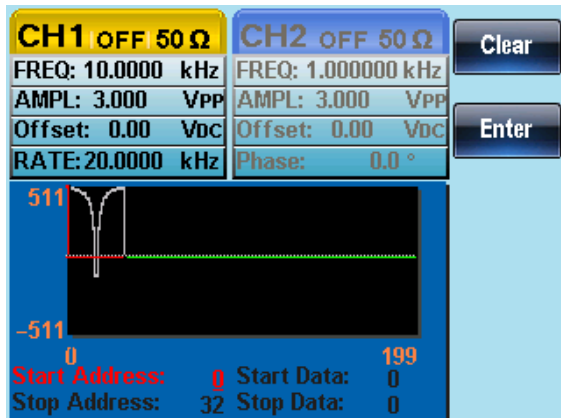 CH1 OFF 50 Ω CH2 OFF 50 Ω Clear
FREQ: 10.0000 kHz FREQ: 1.000000 kHz
AMPL: 3.000 VPP AMPL: 3.000 VPP
Offset: 0.00 VDC Offset: 0.00 VDC Enter
RATE: 20.0000 kHz Phase: 0.0 °
511
-511
0 199
Start Address: 0 Start Data: 0
Stop Address: 32 Stop Data: 0